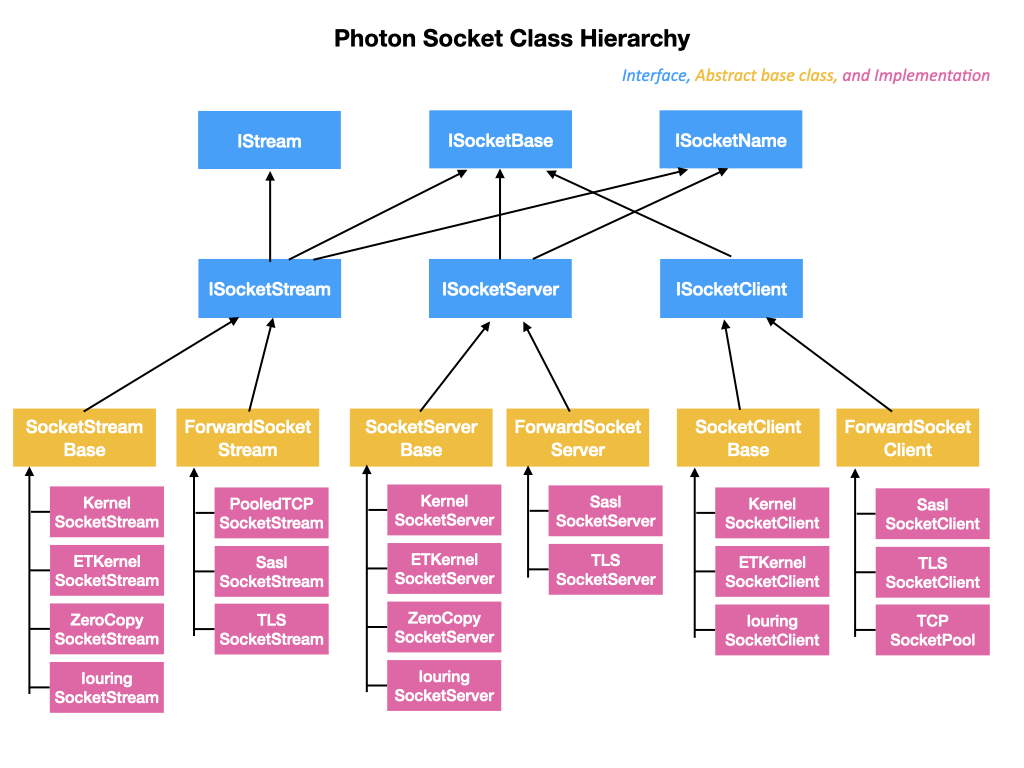 Photon Socket Class Hierarchy
Interface, Abstract base class, and Implementation
IStream
ISocketBase
ISocketName
ISocketStream
ISocketServer
ISocketClient
SocketStream
Base
ForwardSocket
Stream
SocketServer
Base
ForwardSocket
Server
SocketClient
Base
ForwardSocket
Client
Kernel
SocketStream
ETKernel
SocketStream
ZeroCopy
SocketStream
Iouring
SocketStream
PooledTCP
SocketStream
Sasl
SocketStream
TLS
SocketStream
Kernel
SocketServer
ETKernel
SocketServer
ZeroCopy
SocketServer
Iouring
SocketServer
Sasl
SocketServer
TLS
SocketServer
Kernel
SocketClient
ETKernel
SocketClient
Iouring
SocketClient
Sasl
SocketClient
TLS
SocketClient
TCP
SocketPool